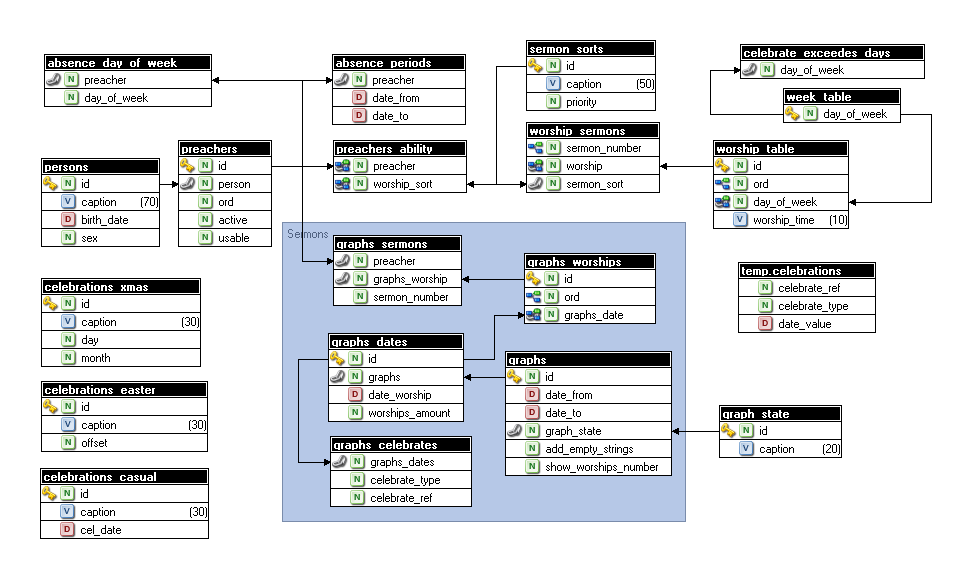 absence_day_of_week
N preacher
N day_of_week
absence_periods
N preacher
D date_from
D date_to
sermon_sorts
N id
V caption (50)
N priority
celebrate_exceedes_days
N day_of_week
week_table
N day_of_week
persons
N id
V caption (70)
D birth_date
N sex
preachers
N id
N person
N ord
N active
N usable
preachers_ability
N preacher
N worship_sort
worship_sermons
N sermon_number
N worship
N sermon_sort
worship_table
N id
N ord
N day_of_week
V worship_time (10)
Sermons
graphs_sermons
N preacher
N graphs_worship
N sermon_number
graphs_worships
N id
N ord
N graphs_date
temp.celebrations
N celebrate_ref
N celebrate_type
D date_value
celebrations_xmas
N id
V caption (30)
N day
N month
graphs_dates
N id
N graphs
D date_worship
N worships_amount
graphs
N id
D date_from
D date_to
N graph_state
N add_empty_strings
N show_worships_number
celebrations_easter
N id
V caption (30)
N offset
graph_state
N id
V caption (20)
graphs_celebrates
N graphs_dates
N celebrate_type
N celebrate_ref
celebrations_casual
N id
V caption (30)
D cel_date